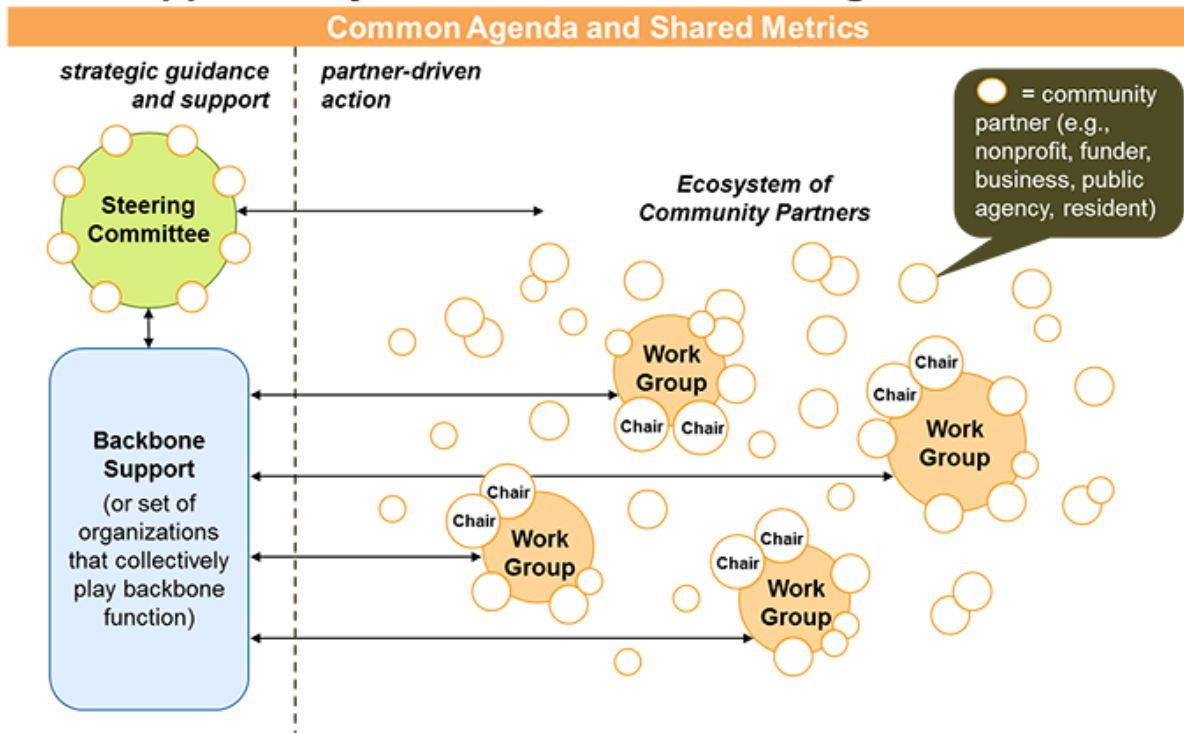 Common Agenda and Shared Metrics
strategic guidance
and support
partner-driven
action
= community
partner (e.g.,
nonprofit, funder,
business, public
agency, resident)
Steering
Committee
Ecosystem of
Community Partners
Work
Group
Chair
Chair
Chair
Chair
Work
Group
Backbone
Support
(or set of
organizations
that collectively
play backbone
function)
Chair
Chair
Work
Group
Chair
Chair
Work
Group